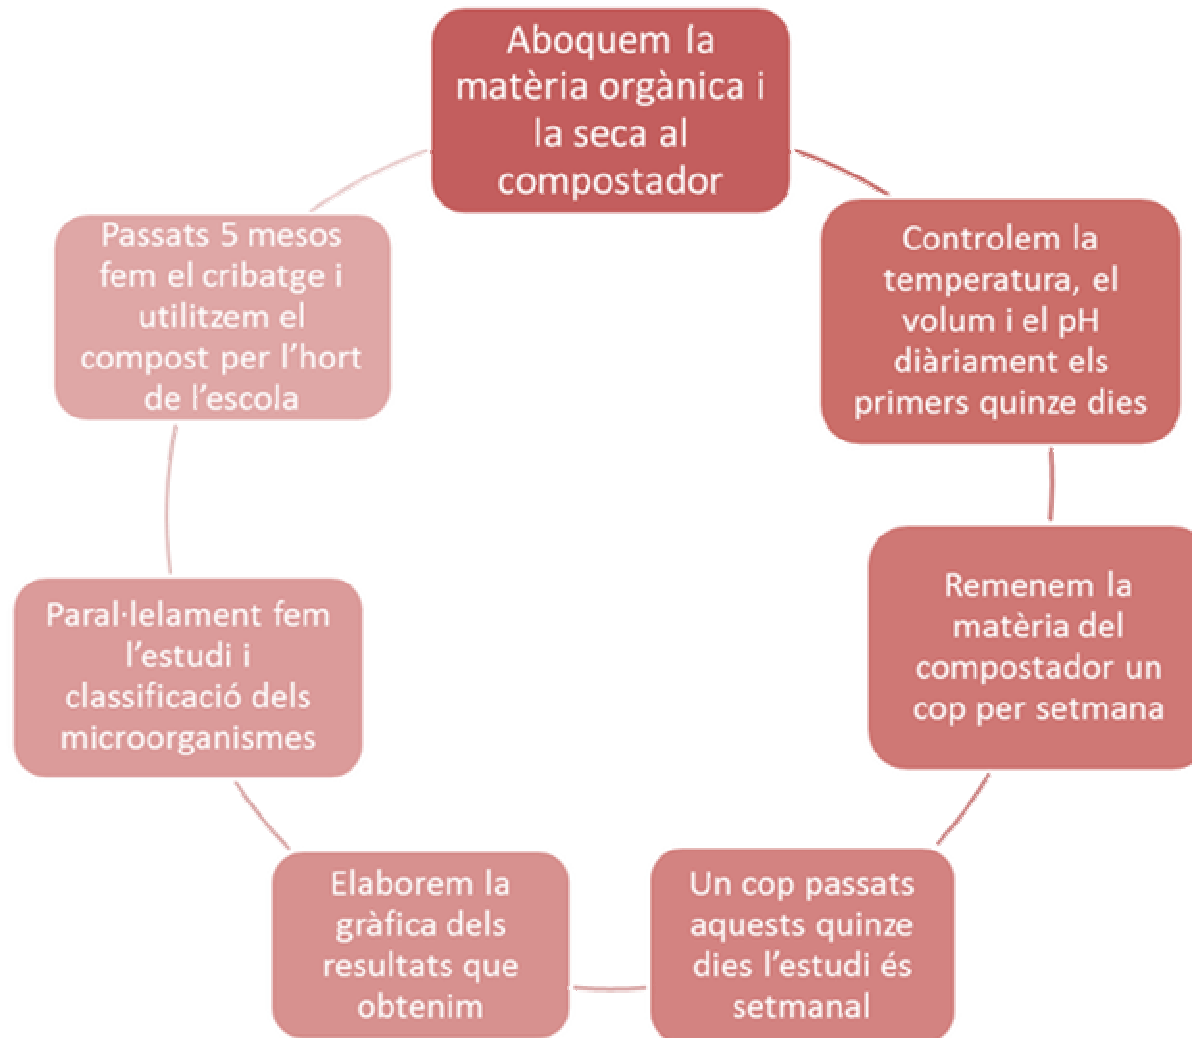 Aboquem la
matèria orgànica i
la seca al
compostador
Controlem la
temperatura, el
volum i el pH
diàriament els
primers quinze dies
Remenem la
matèria del
compostador un
cop per setmana
Un cop passats
aquests quinze
dies l’estudi és
setmanal
Elaborem la
gràfica dels
resultats que
obtenim
Paral·lelament fem
l’estudi i
classificació dels
microorganismes
Passats 5 mesos
fem el cribatge i
utilitzem el
compost per l’hort
de l’escola